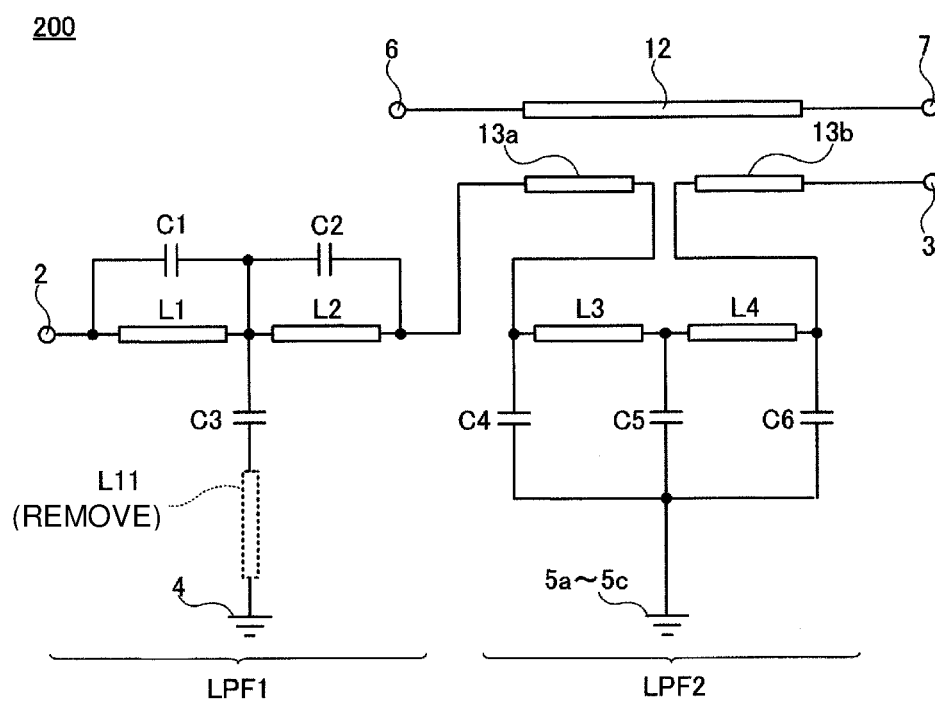 200
6
12
7
13a
13b
3
C1
C2
2
L1
L2
L3
L4
C3
C4
C5
C6
L11
(REMOVE)
4
5a～5c
LPF1
LPF2